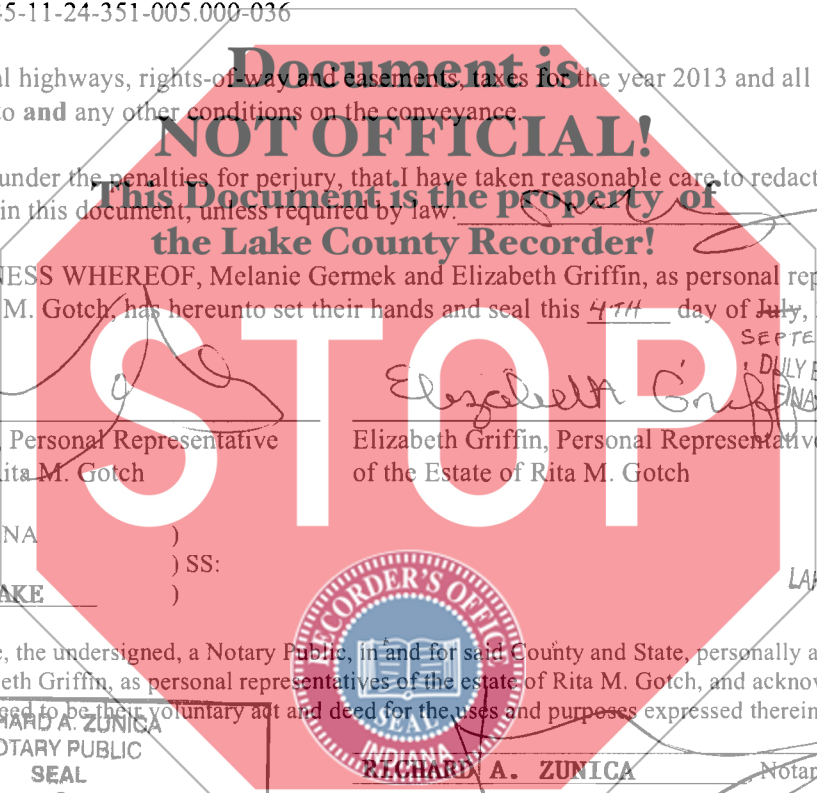 5-11-24-351-005.000-036
Document is
l highways, rights-of-way and easements, taxes for the year 2013 and all
o and any other conditions on the conveyance.
NOT OFFICIAL!
under the penalties for perjury, that I have taken reasonable care to redact
This Document is the property of
in this document, unless required by law.
the Lake County Recorder!
NESS WHEREOF, Melanie Germek and Elizabeth Griffin, as personal rep
M. Gotch, has hereunto set their hands and seal this 4TH day of July,
SEPTE
STOP
DULY E
FINA
Elizabeth Griffin
, Personal Representative
Elizabeth Griffin, Personal Representative
ita M. Gotch
of the Estate of Rita M. Gotch
NA )
) SS:
AKE )
LA
RECORDER'S OFFICE
e, the undersigned, a Notary Public, in and for said County and State, personally a
eth Griffin, as personal representatives of the estate of Rita M. Gotch, and acknov
eed to be their voluntary act and deed for the uses and purposes expressed therein
HARD A. ZUNICA
OTARY PUBLIC
SEAL
SEAL
INDIANA
RICHARD A. ZUNICA , Notar